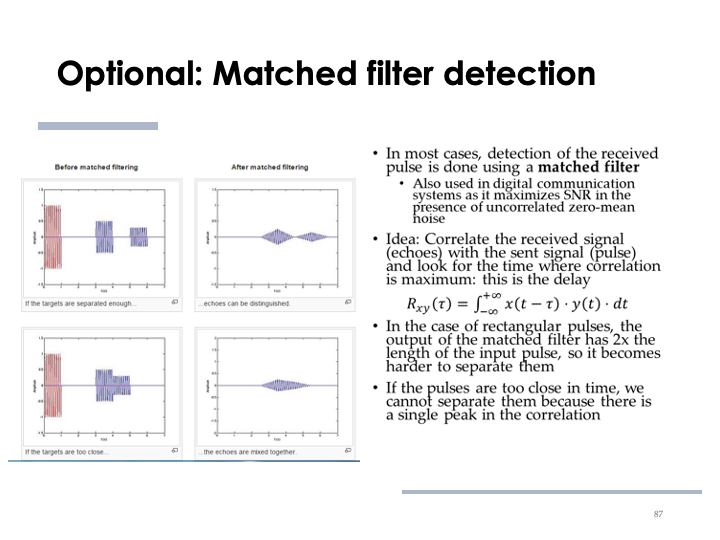 Optional: Matched filter detection
Before matched filtering
After matched filtering
If the targets are separated enough...
...echoes can be distinguished.
If the targets are too close...
...the echoes are mixed together.
• In most cases, detection of the received
pulse is done using a matched filter
• Also used in digital communication
systems as it maximizes SNR in the
presence of uncorrelated zero-mean
noise
• Idea: Correlate the received signal
(echoes) with the sent signal (pulse)
and look for the time where correlation
is maximum: this is the delay
R_{xy}(τ) = ∫_{−∞}^{+∞} x(t − τ) · y(t) · dt
• In the case of rectangular pulses, the
output of the matched filter has 2x the
length of the input pulse, so it becomes
harder to separate them
• If the pulses are too close in time, we
cannot separate them because there is
a single peak in the correlation
87